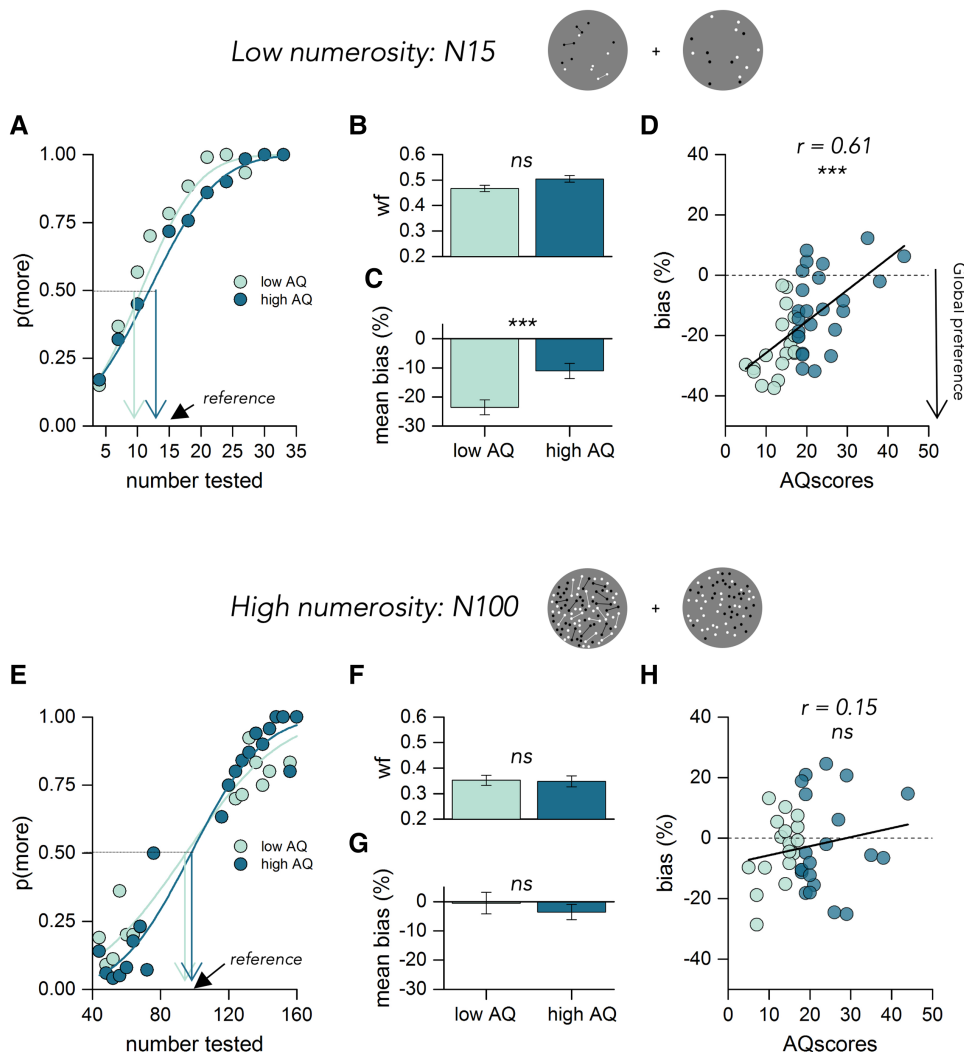 Low numerosity: N15
+
A
1.00
0.75
0.50
0.25
0.00
p(more)
low AQ
high AQ
reference
5 10 15 20 25 30 35
number tested
B
0.6
0.5
0.4
0.3
0.2
wf
ns
C
0
-10
-20
-30
mean bias (%)
***
low AQ high AQ
D
r = 0.61
***
0
-20
-40
bias (%)
Global preference
0 10 20 30 40 50
AQscores
High numerosity: N100
+
E
1.00
0.75
0.50
0.25
0.00
p(more)
low AQ
high AQ
reference
40 80 120 160
number tested
F
0.6
0.5
0.4
0.3
0.2
wf
ns
G
0
-10
-20
-30
mean bias (%)
ns
low AQ high AQ
H
r = 0.15
ns
40
20
0
-20
-40
bias (%)
0 10 20 30 40 50
AQscores